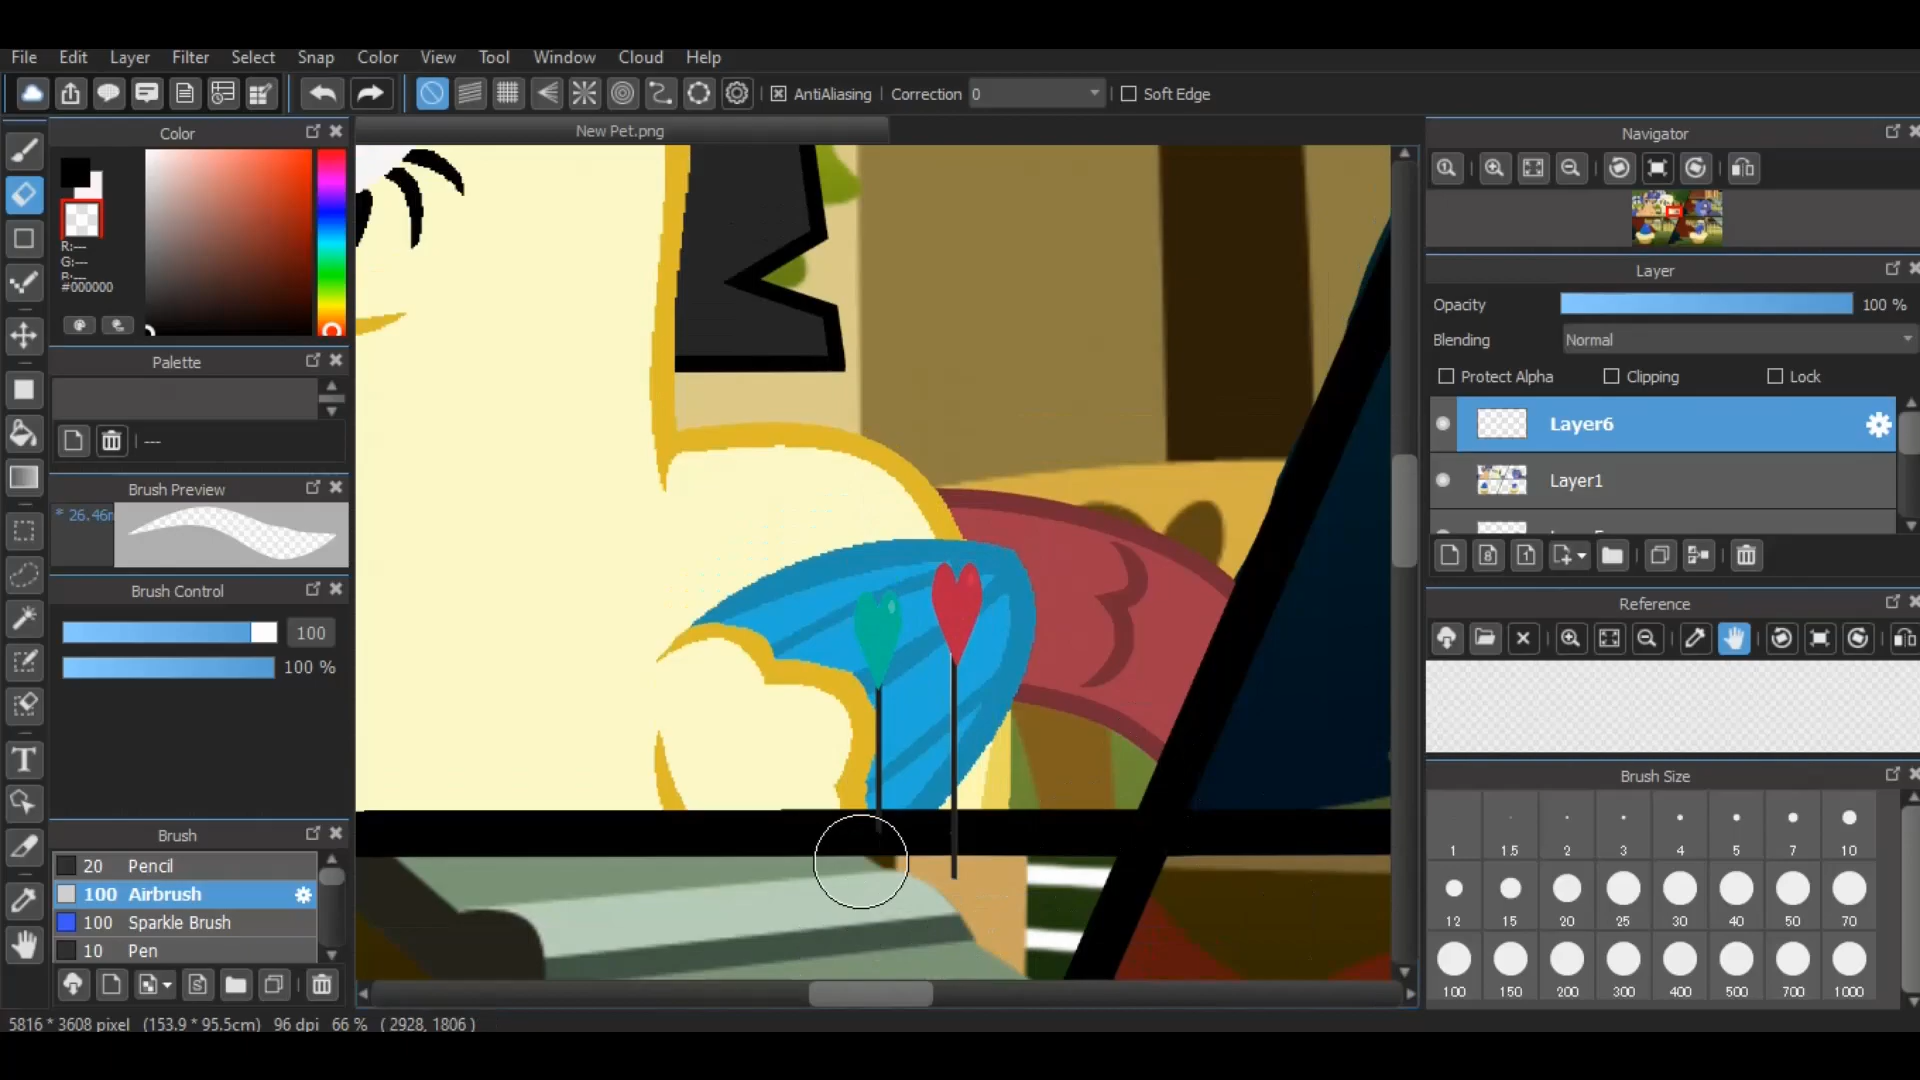 File Edit Layer Filter Select Snap Color View Tool Window Cloud Help
AntiAliasing Correction 0 Soft Edge
Color
R:---
G:---
B:---
#000000
Palette
---
Brush Preview
* 26.46
Brush Control
100
100 %
Brush
20 Pencil
100 Airbrush
100 Sparkle Brush
10 Pen
New Pet.png
Navigator
Layer
Opacity 100 %
Blending Normal
Protect Alpha Clipping Lock
Layer6
Layer1
Reference
Brush Size
1 1.5 2 3 4 5 7 10
12 15 20 25 30 40 50 70
100 150 200 300 400 500 700 1000
5816 * 3608 pixel (153.9 * 95.5cm) 96 dpi 66 % ( 2928, 1806 )